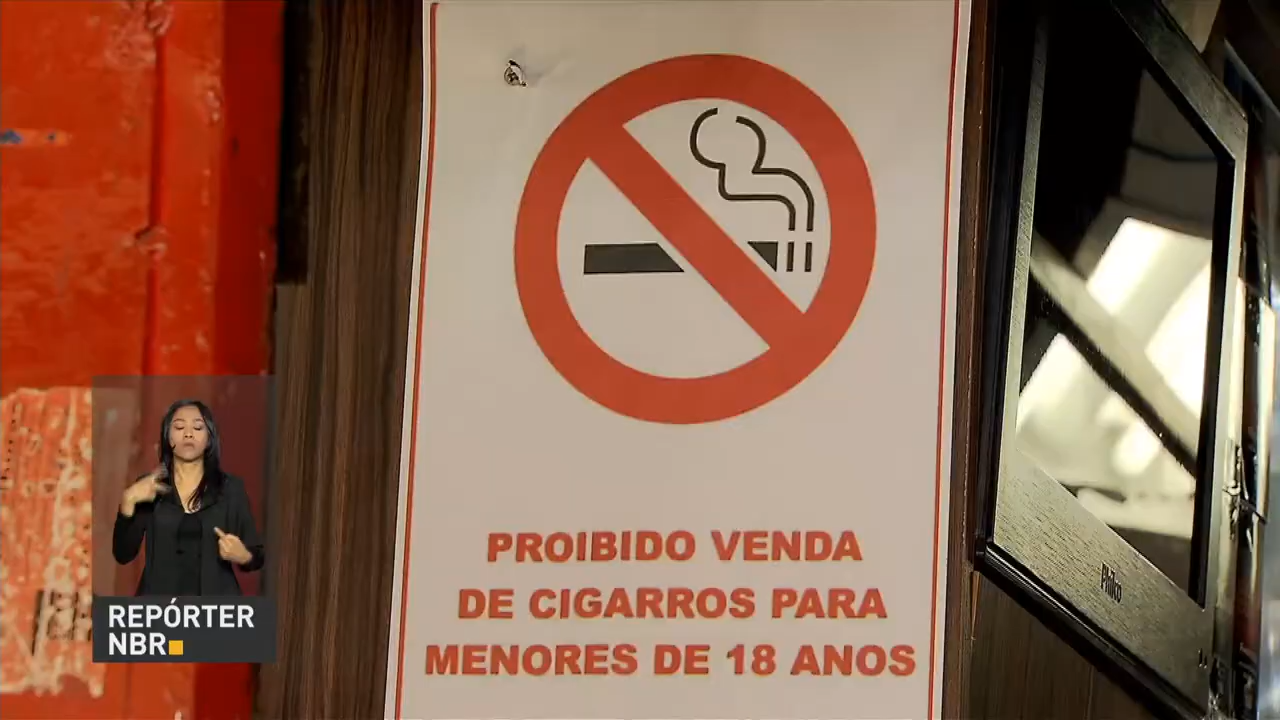 PROIBIDO VENDA
DE CIGARROS PARA
MENORES DE 18 ANOS
Philco
REPÓRTER
NBR